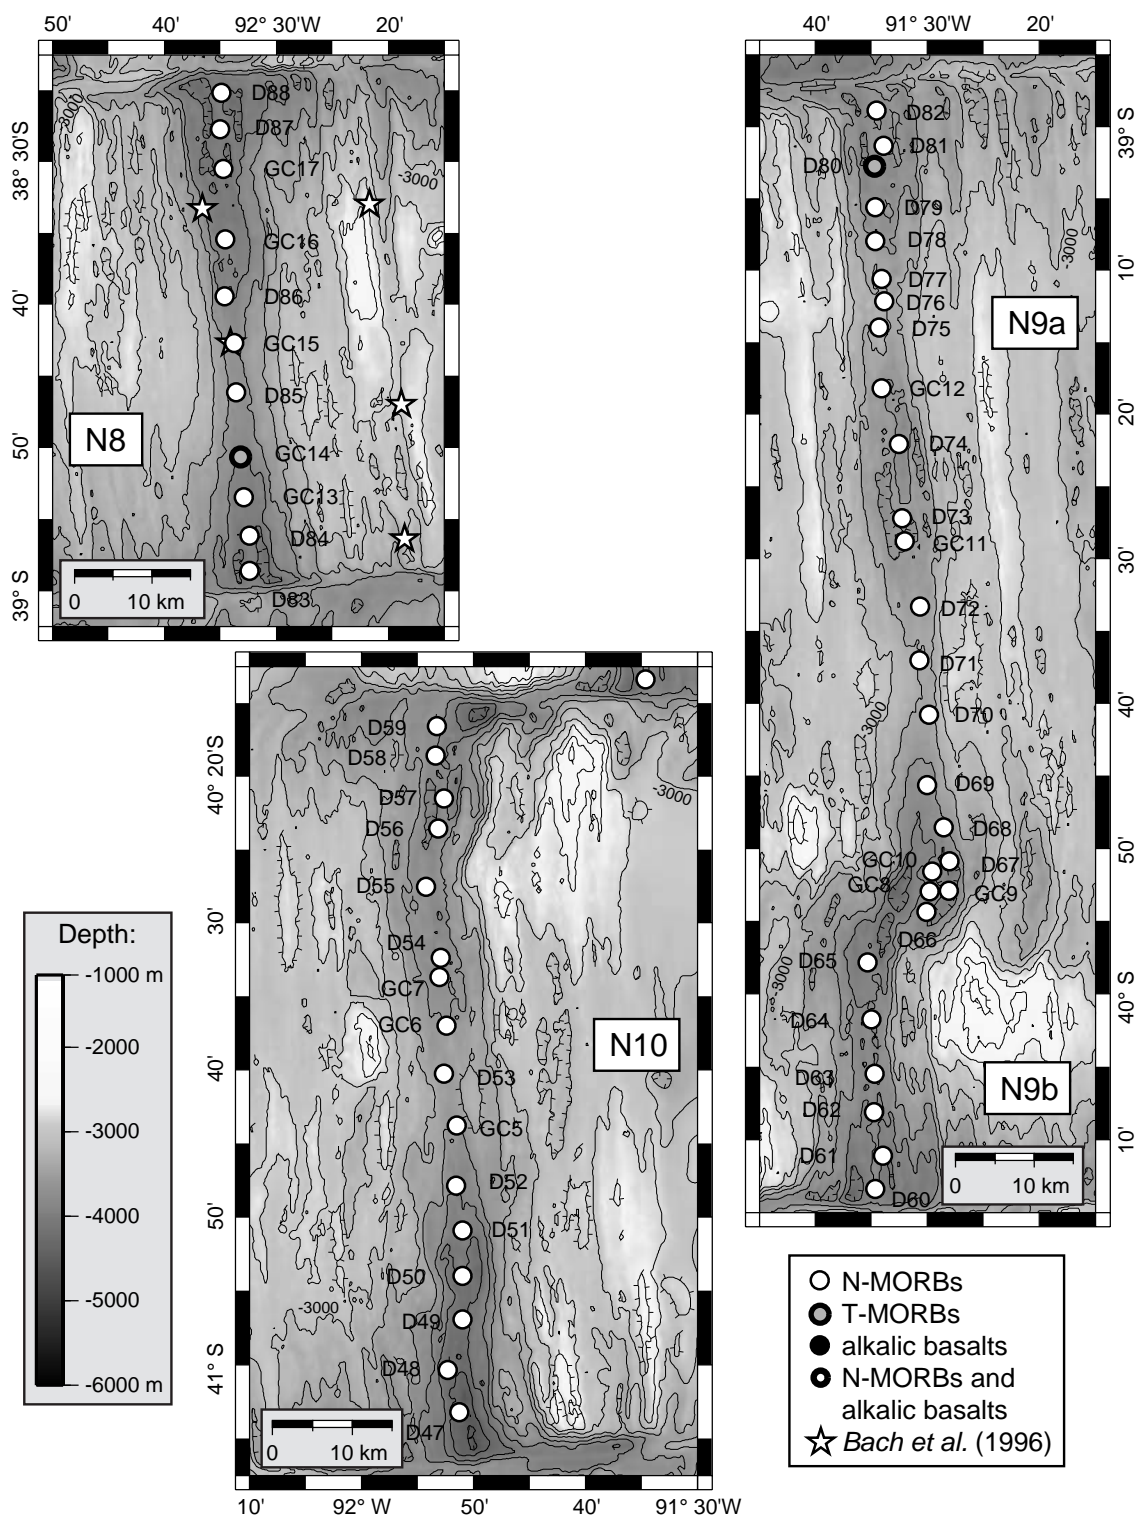 50'
40'
92° 30'W
20'
38° 30'S
40'
50'
39° S
-3000
-3000
D88
D87
GC17
GC16
D86
GC15
D85
GC14
GC13
D84
D83
N8
0 10 km
40'
91° 30'W
20'
39° S
10'
20'
30'
40'
50'
40° S
10'
D82
D81
D80
D79
D78
D77
D76
D75
GC12
D74
D73
GC11
D72
D71
D70
D69
D68
GC10
D67
GC8
GC9
D66
D65
D64
D63
D62
D61
D60
-3000
-3000
-3000
N9a
N9b
0 10 km
40° 20'S
30'
40'
50'
41° S
D59
D58
D57
D56
D55
D54
GC7
GC6
D53
GC5
D52
D51
D50
D49
D48
D47
-3000
-3000
N10
0 10 km
10'
92° W
50'
40'
91° 30'W
Depth:
-1000 m
-2000
-3000
-4000
-5000
-6000 m
N-MORBs
T-MORBs
alkalic basalts
N-MORBs and
alkalic basalts
Bach et al. (1996)